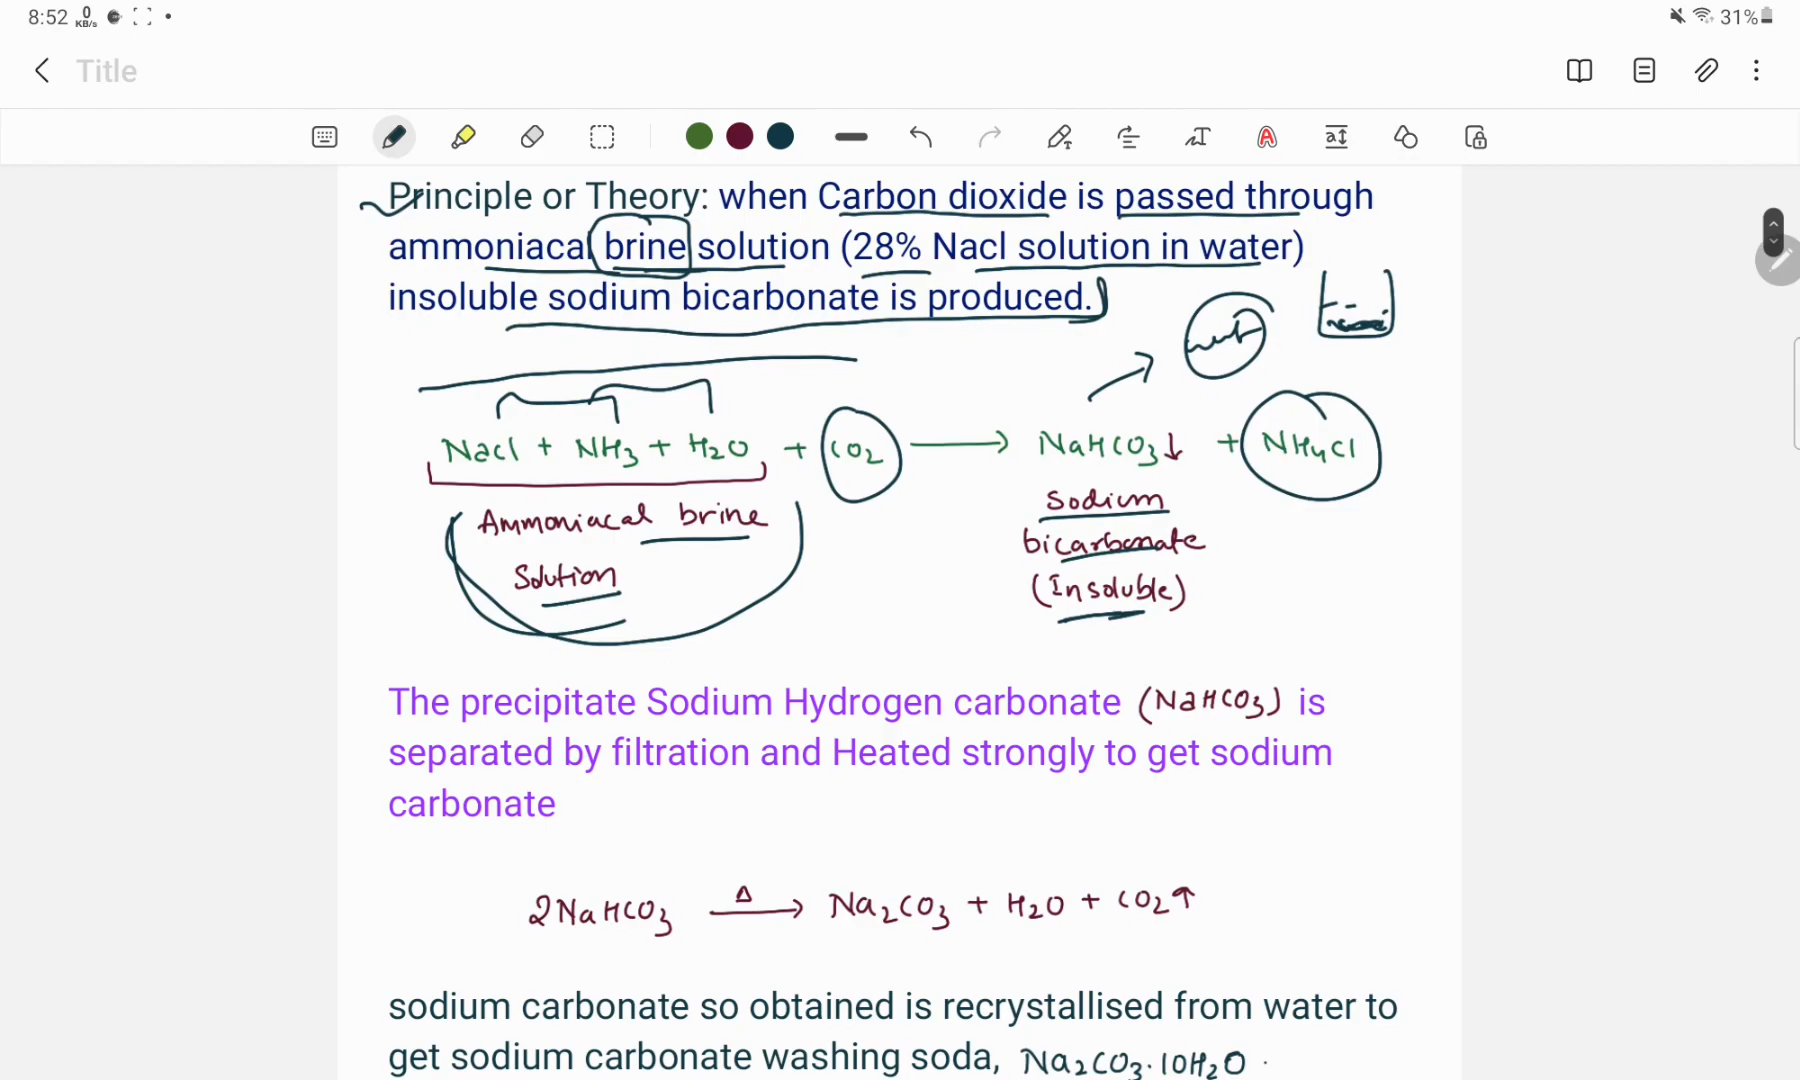 8:52 0 KB/s 31%
Title
Principle or Theory: when Carbon dioxide is passed through
ammoniacal brine solution (28% Nacl solution in water)
insoluble sodium bicarbonate is produced.
Nacl + NH3 + H2O + CO2 → NaHCO3↓ + NH4Cl
Ammoniacal brine
Solution
Sodium
bicarbonate
(Insoluble)
The precipitate Sodium Hydrogen carbonate (NaHCO3) is
separated by filtration and Heated strongly to get sodium
carbonate
2NaHCO3 Δ → Na2CO3 + H2O + CO2↑
sodium carbonate so obtained is recrystallised from water to
get sodium carbonate washing soda, Na2CO3.10H2O .